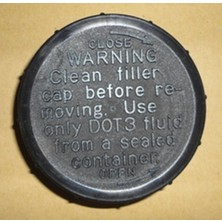 CLOSE
WARNING
Clean filler
cap before re-
moving. Use
only DOT3 fluid
from a sealed
container
OPEN